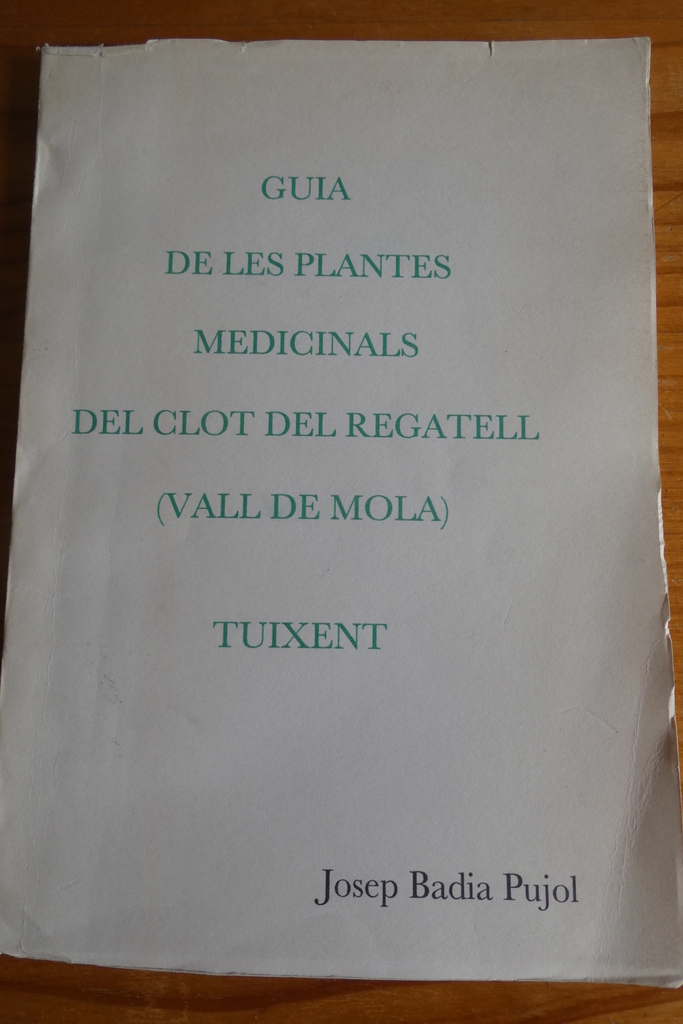 GUIA
DE LES PLANTES
MEDICINALS
DEL CLOT DEL REGATELL
(VALL DE MOLA)
TUIXENT
Josep Badia Pujol